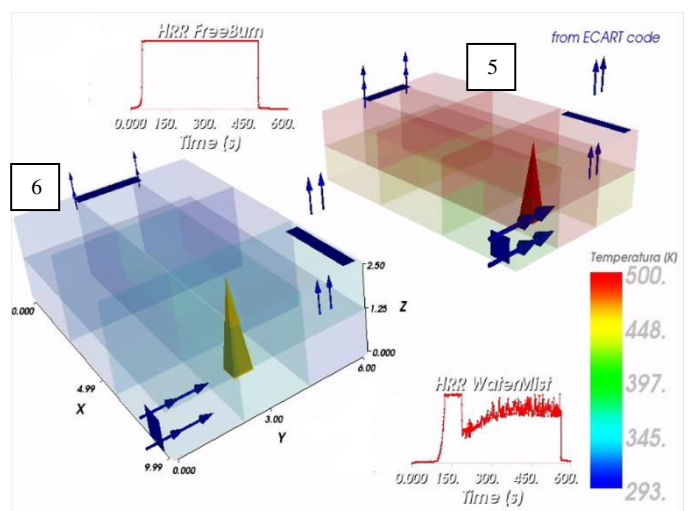 HRR FreeBurn
0.000 150. 300. 450. 600.
Time (s)
from ECART code
5
6
2.50
1.25
0.000
Z
0.000
4.99
9.99
X
0.000
3.00
6.00
Y
Temperatura (K)
500.
448.
397.
345.
293.
HRR WaterMist
0.000 150. 300. 450. 600.
Time (s)